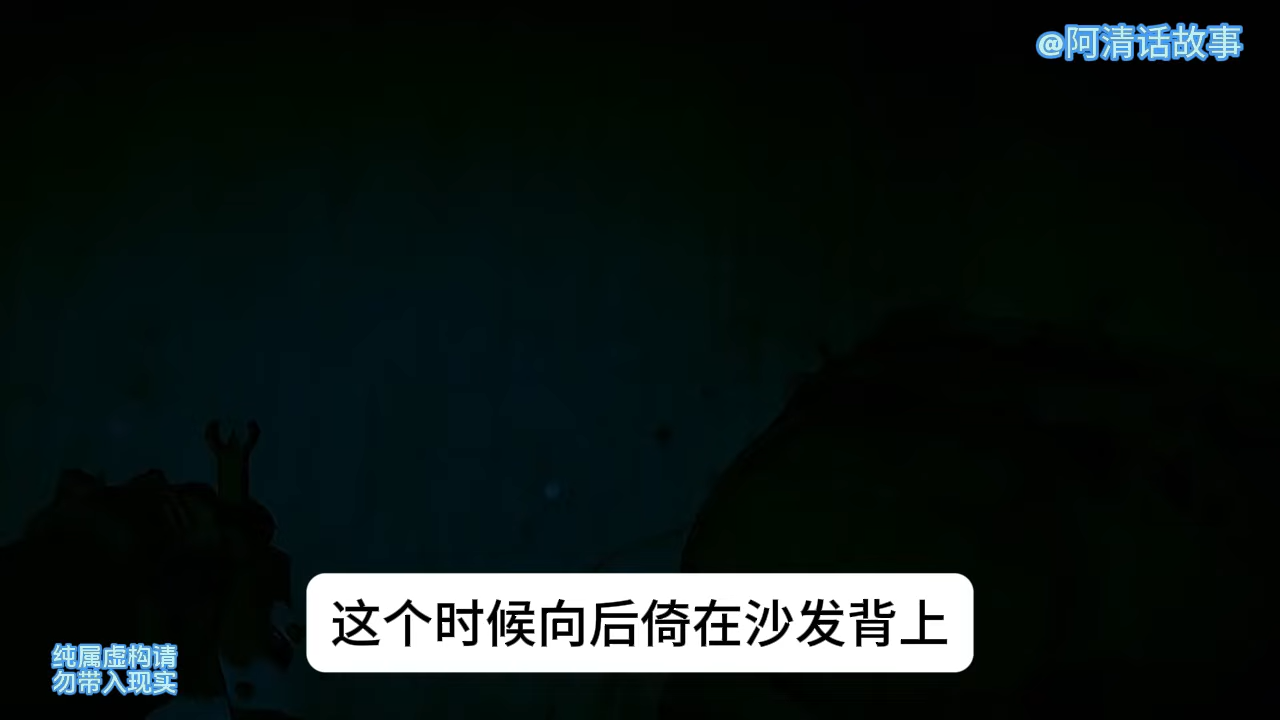 @阿清话故事
这个时候向后倚在沙发背上
纯属虚构请
勿带入现实